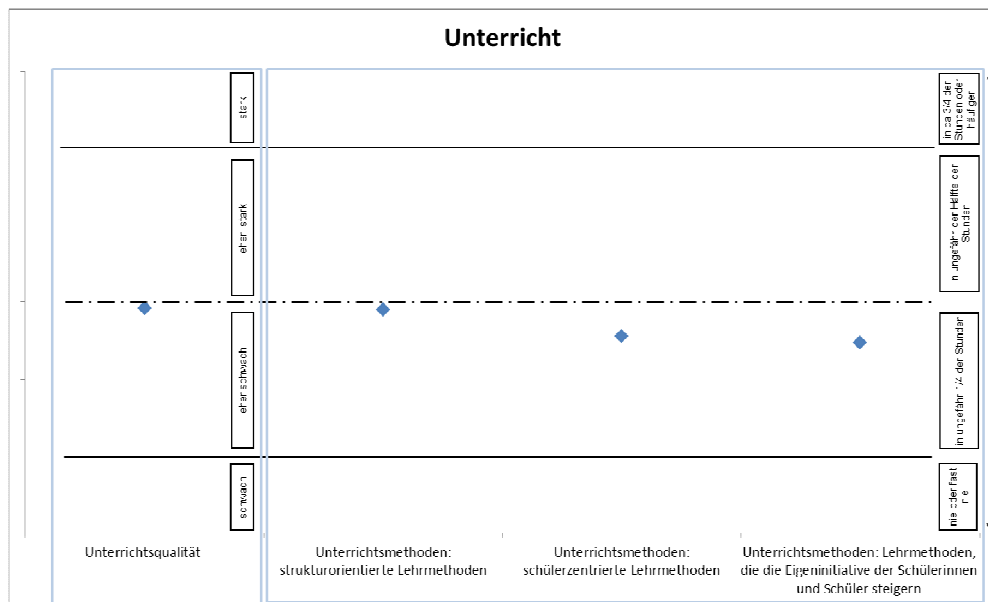 Unterricht
stark
eher stark
eher schwach
schwach
in ca 3/4 der
Stunden oder
häufiger
in ungefähr der Hälfte der
Stunden
in ungefähr 1/4 der Stunden
nie oder fast
nie
Unterrichtsqualität
Unterrichtsmethoden:
strukturorientierte Lehrmethoden
Unterrichtsmethoden:
schülerzentrierte Lehrmethoden
Unterrichtsmethoden: Lehrmethoden,
die die Eigeninitiative der Schülerinnen
und Schüler steigern